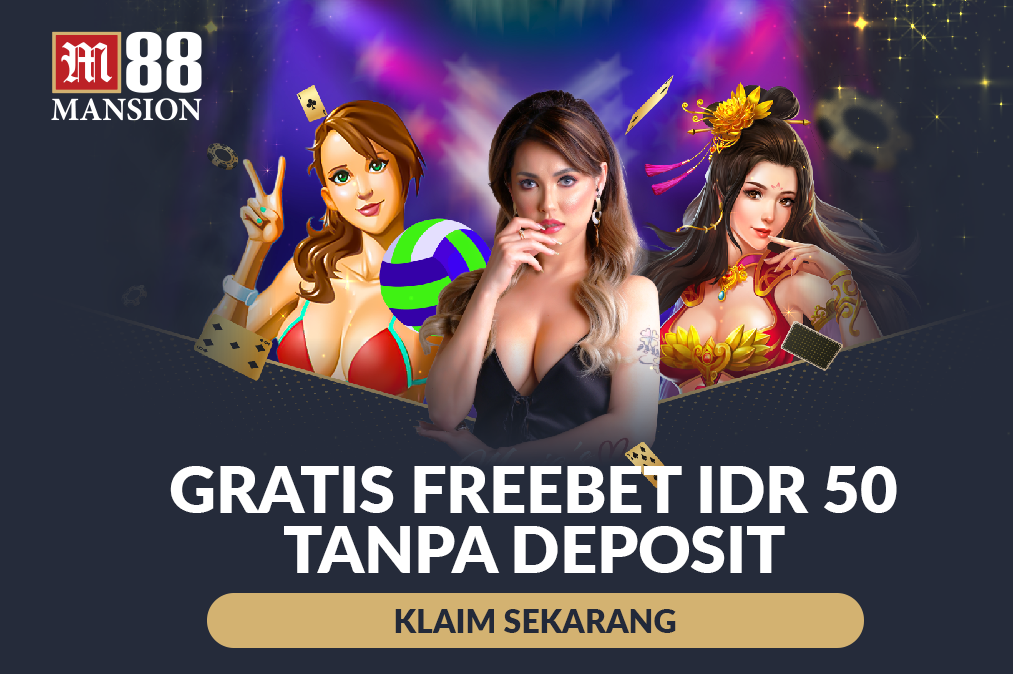 M88
MANSION
GRATIS FREEBET IDR 50
TANPA DEPOSIT
KLAIM SEKARANG